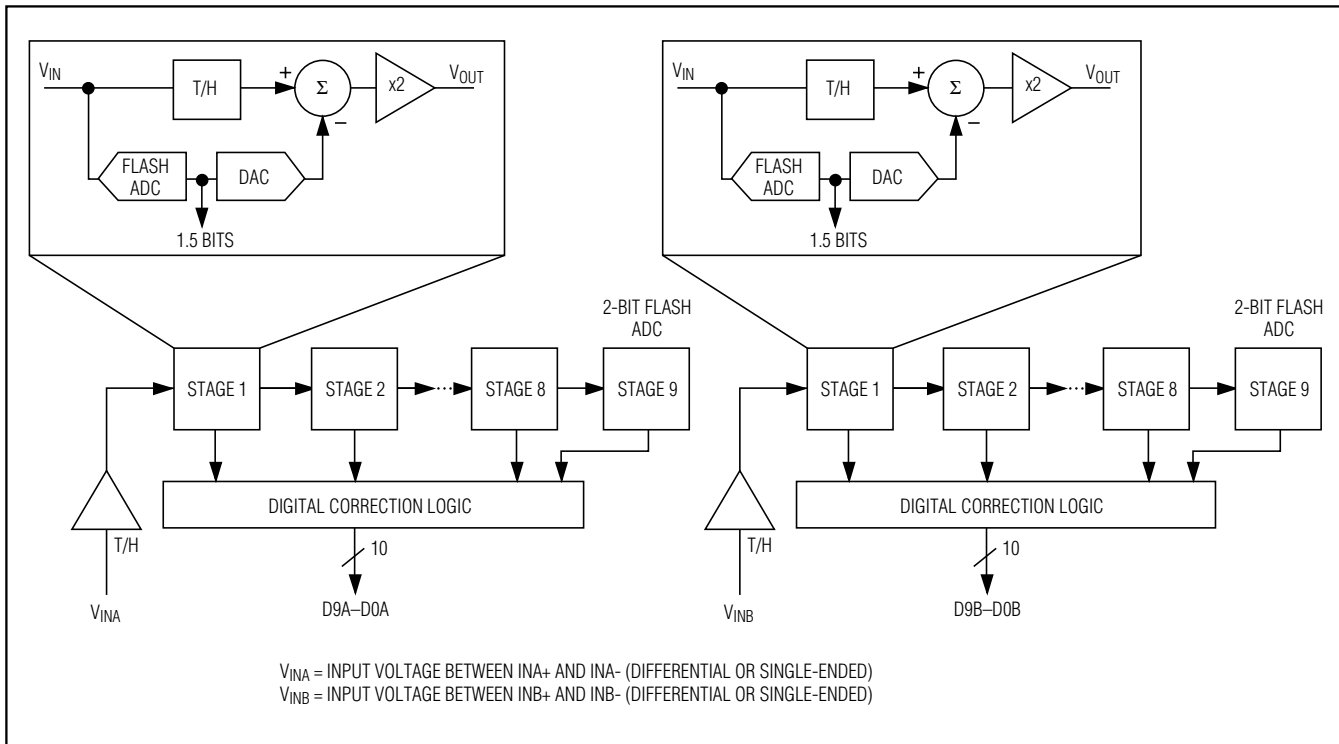 V_IN
T/H
+
Σ
−
x2
V_OUT
FLASH
ADC
DAC
1.5 BITS
2-BIT FLASH
ADC
STAGE 1
STAGE 2
...
STAGE 8
STAGE 9
DIGITAL CORRECTION LOGIC
T/H
10
V_INA
D9A–D0A
V_IN
T/H
+
Σ
−
x2
V_OUT
FLASH
ADC
DAC
1.5 BITS
2-BIT FLASH
ADC
STAGE 1
STAGE 2
...
STAGE 8
STAGE 9
DIGITAL CORRECTION LOGIC
T/H
10
V_INB
D9B–D0B
V_INA = INPUT VOLTAGE BETWEEN INA+ AND INA- (DIFFERENTIAL OR SINGLE-ENDED)
V_INB = INPUT VOLTAGE BETWEEN INB+ AND INB- (DIFFERENTIAL OR SINGLE-ENDED)